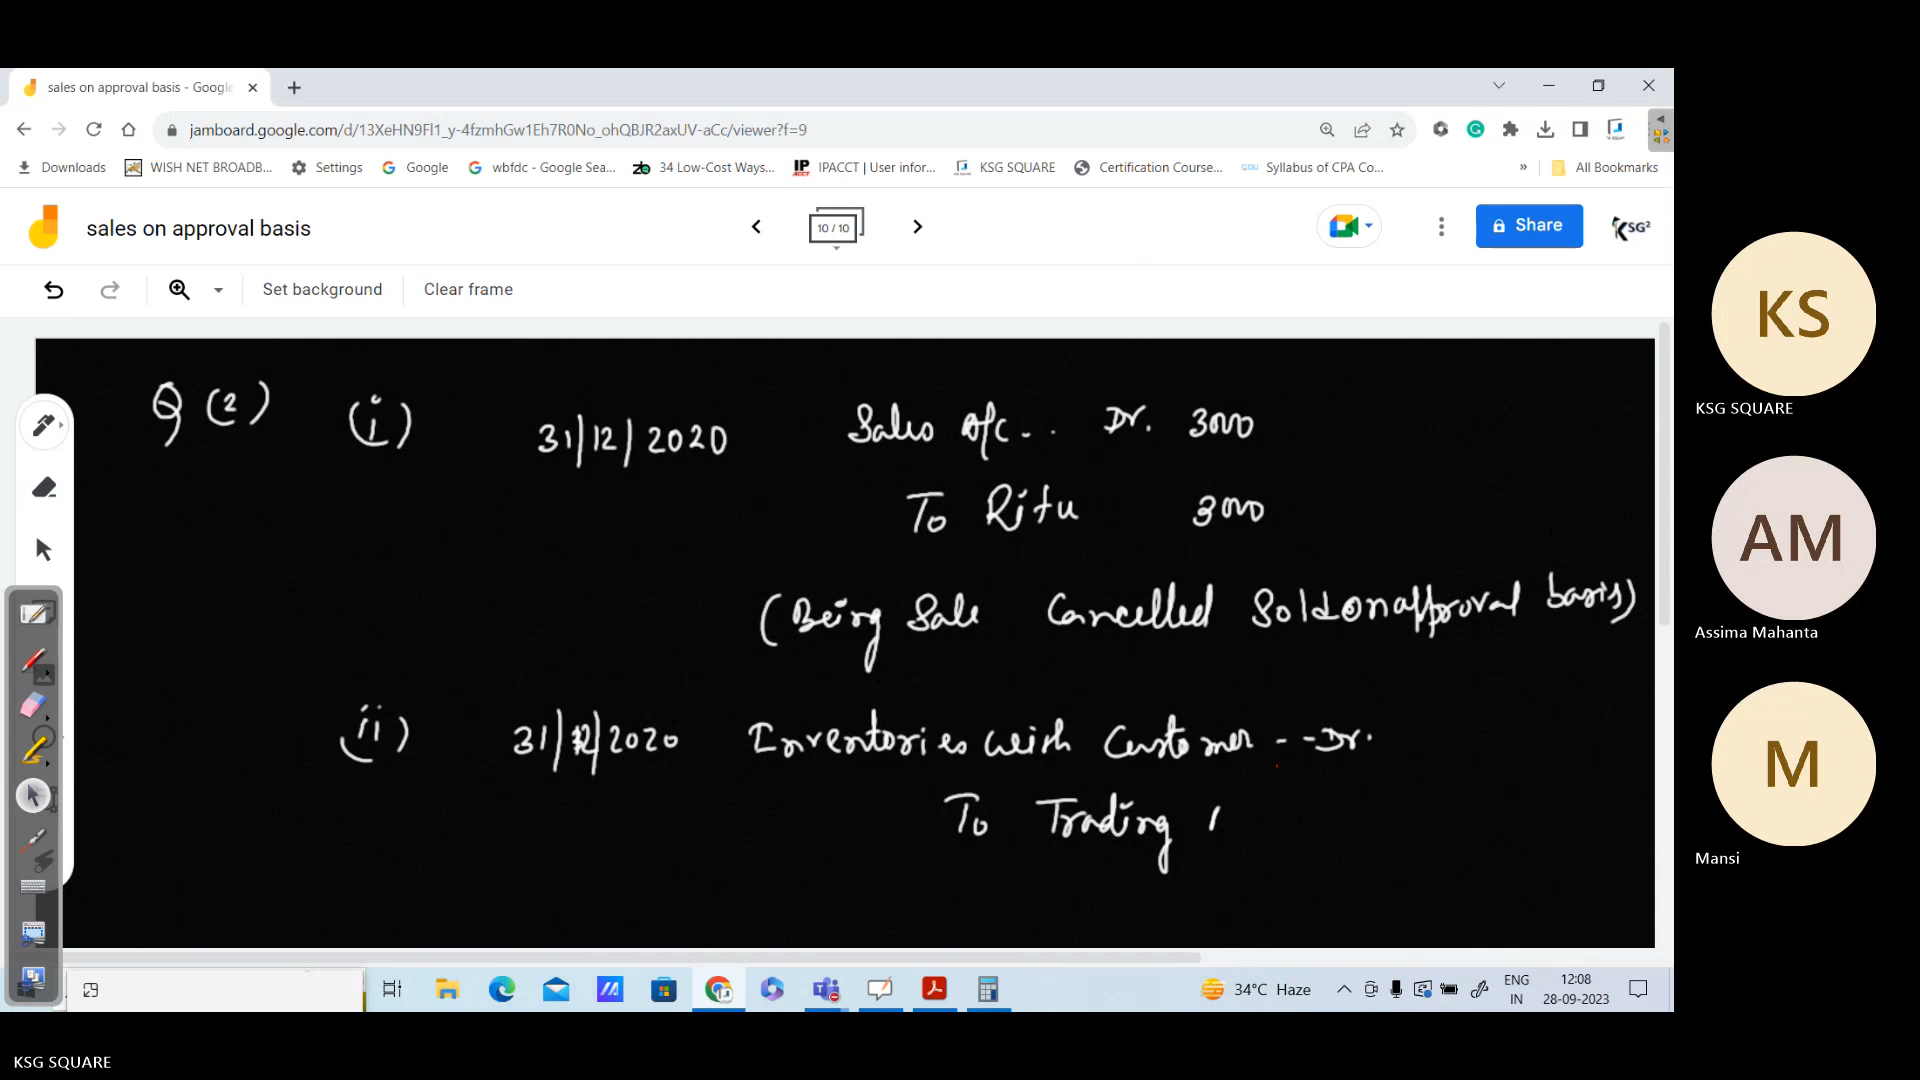 sales on approval basis - Google
jamboard.google.com/d/13XeHN9Fl1_y-4fzmhGw1Eh7R0No_ohQBJR2axUV-aCc/viewer?f=9
Downloads WISH NET BROADB... Settings Google wbfdc - Google Sea... 34 Low-Cost Ways... IPACCT | User infor... KSG SQUARE Certification Course... Syllabus of CPA Co... » All Bookmarks
sales on approval basis 10 / 10 Share KSG²
Set background Clear frame
Q (2) (i) 31/12/2020 Sales A/c - . Dr. 3000
To Ritu 3000
(Being Sale Cancelled Sold on approval basis)
(ii) 31/12/2020 Inventories with Customer - - Dr.
To Trading
34°C Haze ENG IN 12:08 28-09-2023
KS
KSG SQUARE
AM
Assima Mahanta
M
Mansi
KSG SQUARE